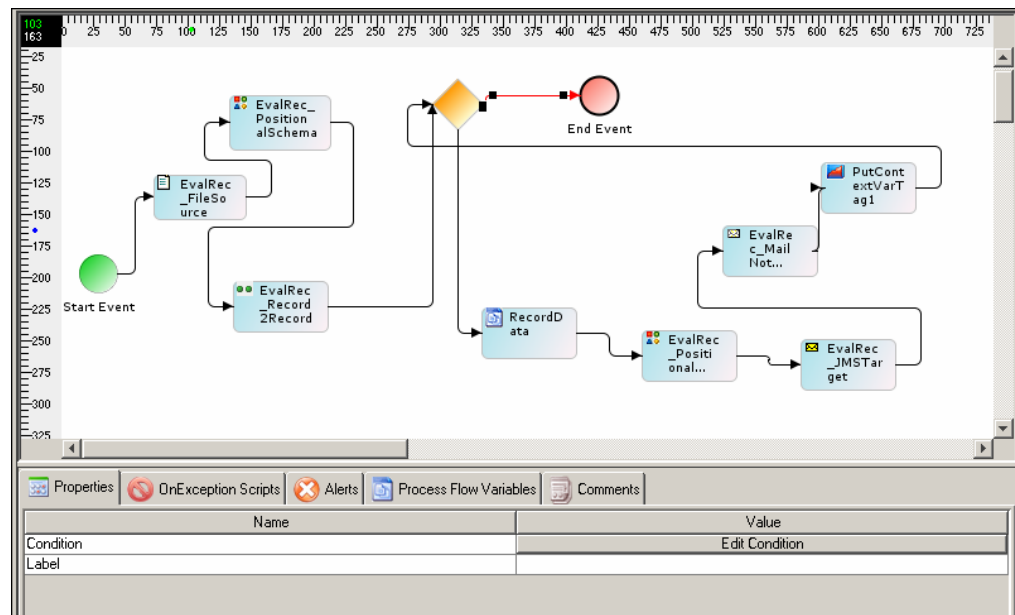 103
163
0 25 50 75 100 125 150 175 200 225 250 275 300 325 350 375 400 425 450 475 500 525 550 575 600 625 650 675 700 725
25
50
75
100
125
150
175
200
225
250
275
300
325
EvalRec_
Position
alSchema
End Event
EvalRec
_FileSo
urce
PutCont
extVarT
ag1
EvalRe
c_Mail
Not...
Start Event
EvalRec
_Record
2Record
RecordD
ata
EvalRec
_Positi
onal...
EvalRec
_JMSTar
get
Properties OnException Scripts Alerts Process Flow Variables Comments
Name Value
Condition Edit Condition
Label